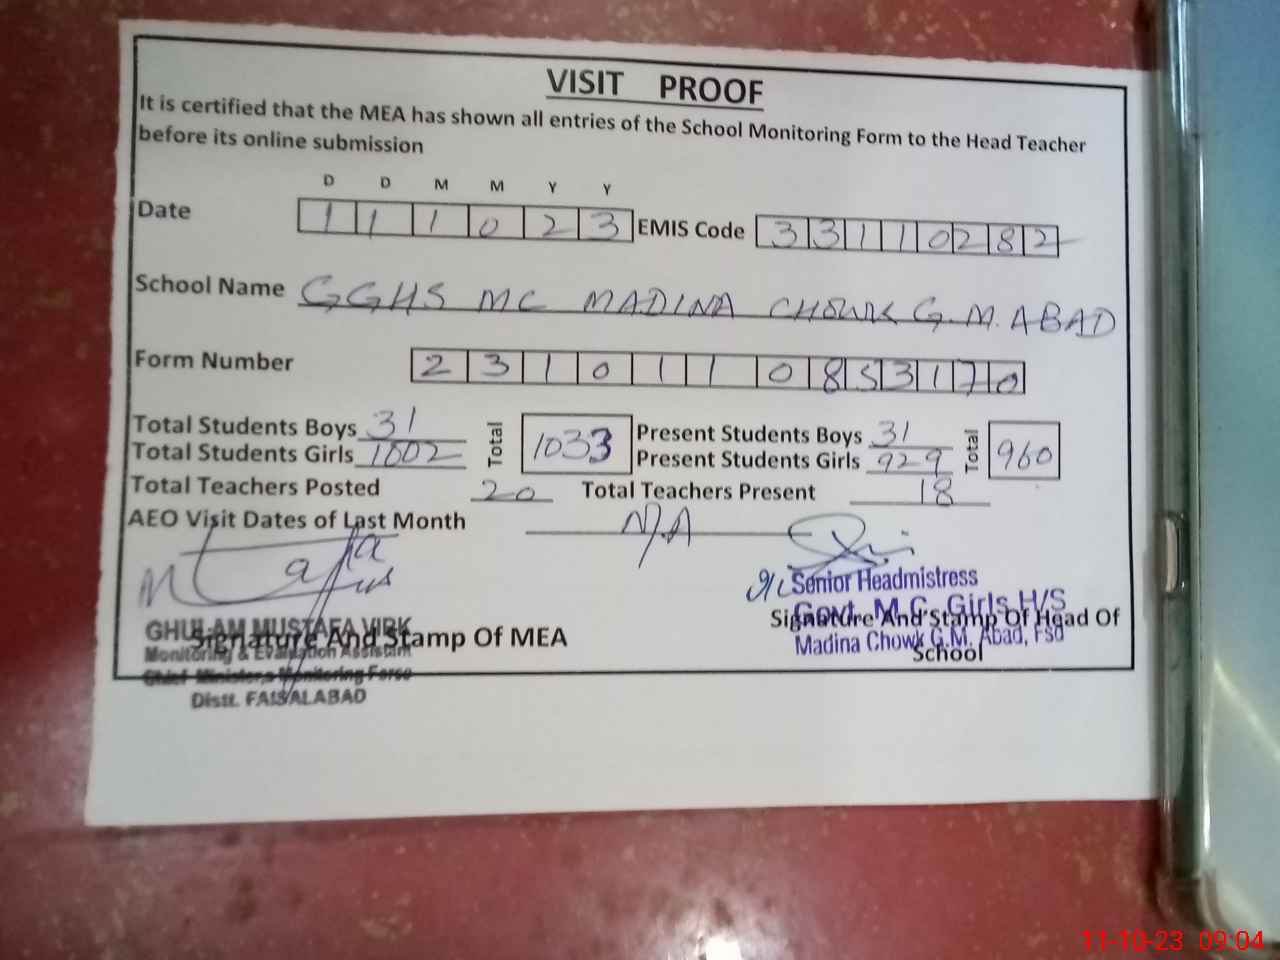 VISIT PROOF
It is certified that the MEA has shown all entries of the School Monitoring Form to the Head Teacher
before its online submission
D D M M Y Y
Date 1 1 1 0 2 3 EMIS Code 3 3 1 1 0 2 8 2
School Name GGHS MC MADINA CHOWK G.M.ABAD
Form Number 2 3 1 0 1 1 0 8 5 3 1 7 0
Total Students Boys 31 Total 1033 Present Students Boys 31 Total 960
Total Students Girls 1002 Present Students Girls 929
Total Teachers Posted 20 Total Teachers Present 18
AEO Visit Dates of Last Month N/A
Senior Headmistress
Govt. M.C. Girls H/S
Madina Chowk G.M. Abad, Fsd
Signature And Stamp Of Head Of
School
GHULAM MUSTAFA VIRK
Signature And Stamp Of MEA
Monitoring & Evaluation Assistant
Chief Minister,s Monitoring Force
Distt. FAISALABAD
11-10-23 09:04